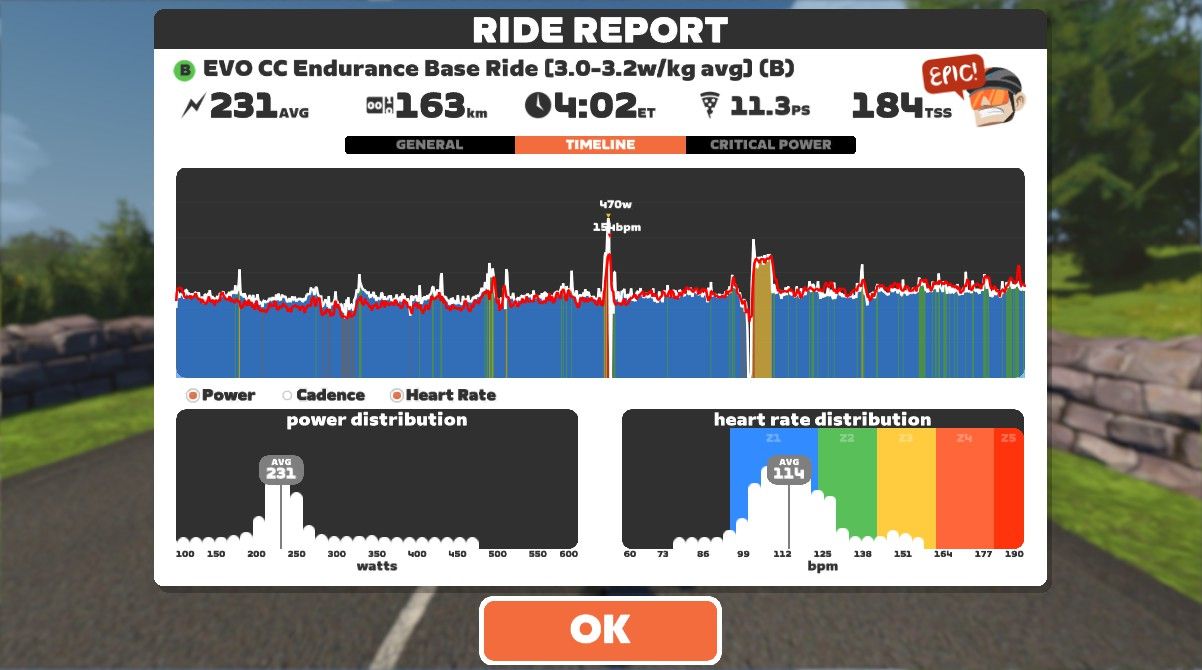 RIDE REPORT
B EVO CC Endurance Base Ride [3.0-3.2w/kg avg] (B)
EPIC!
231AVG 163km 4:02ET 11.3PS 184TSS
GENERAL TIMELINE CRITICAL POWER
470w
154bpm
Power Cadence Heart Rate
power distribution
AVG
231
100 150 200 250 300 350 400 450 500 550 600
watts
heart rate distribution
Z1 Z2 Z3 Z4 Z5
AVG
114
60 73 86 99 112 125 138 151 164 177 190
bpm
OK